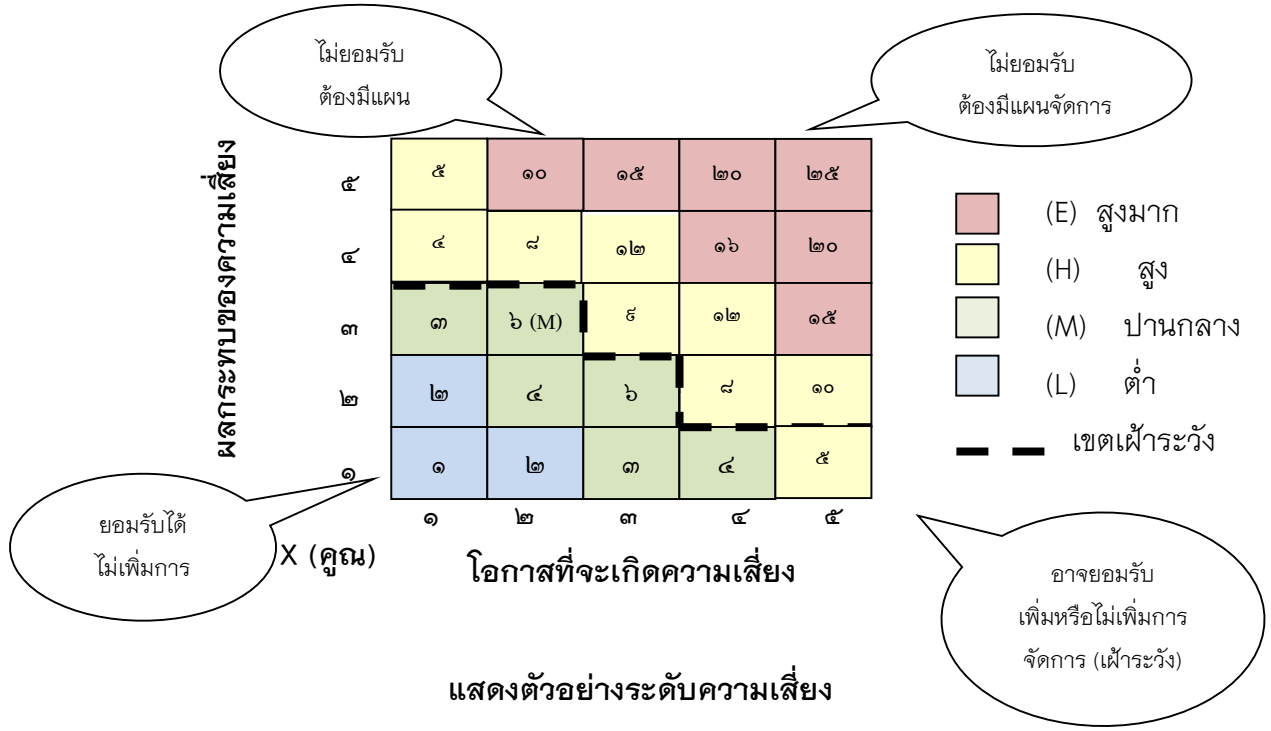 ไม่ยอมรับ
ต้องมีแผน
ไม่ยอมรับ
ต้องมีแผนจัดการ
ผลกระทบของความเสี่ยง
๕ ๕ ๑๐ ๑๕ ๒๐ ๒๕
๔ ๔ ๘ ๑๒ ๑๖ ๒๐
๓ ๓ ๖ (M) ๙ ๑๒ ๑๕
๒ ๒ ๔ ๖ ๘ ๑๐
๑ ๑ ๒ ๓ ๔ ๕
๑ ๒ ๓ ๔ ๕
(E) สูงมาก
(H) สูง
(M) ปานกลาง
(L) ต่ำ
เขตเฝ้าระวัง
ยอมรับได้
ไม่เพิ่มการ
X (คูณ)
โอกาสที่จะเกิดความเสี่ยง
อาจยอมรับ
เพิ่มหรือไม่เพิ่มการ
จัดการ (เฝ้าระวัง)
แสดงตัวอย่างระดับความเสี่ยง